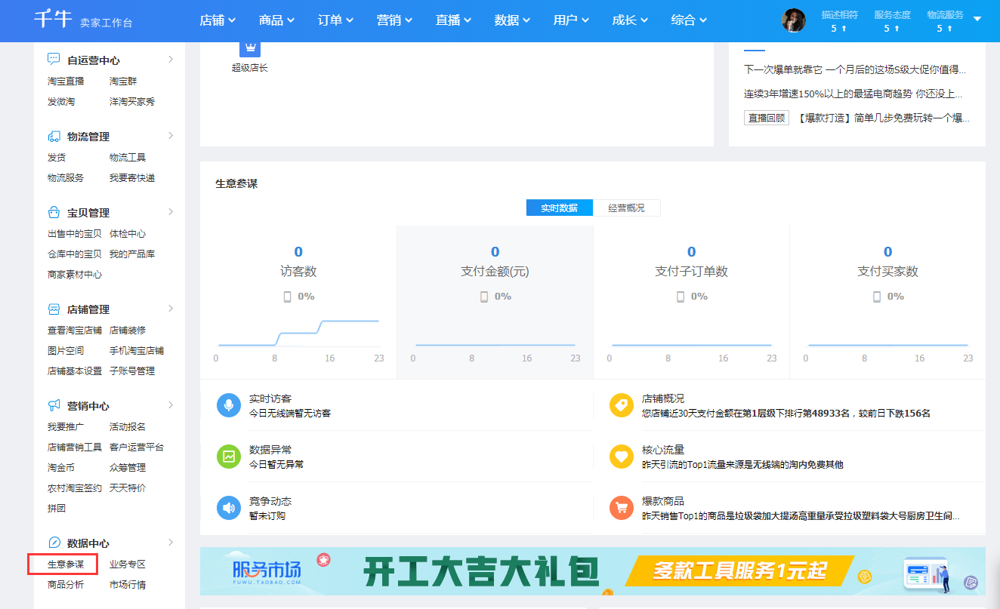 千牛 卖家工作台 店铺 商品 订单 营销 直播 数据 用户 成长 综合 描述相符 服务态度 物流服务
5 5 5
自运营中心
淘宝直播 淘宝群
发微淘 洋淘买家秀
物流管理
发货 物流工具
物流服务 我要寄快递
宝贝管理
出售中的宝贝 体检中心
仓库中的宝贝 我的产品库
商家素材中心
店铺管理
查看淘宝店铺 店铺装修
图片空间 手机淘宝店铺
店铺基本设置 子账号管理
营销中心
我要推广 活动报名
店铺营销工具 客户运营平台
淘金币 众筹管理
农村淘宝签约 天天特价
拼团
数据中心
生意参谋 业务专区
商品分析 市场行情
超级店长
下一次爆单就靠它 一个月后的这场S级大促你值得...
连续3年增速150%以上的最猛电商趋势 你还没上...
直播回顾 【爆款打造】简单几步免费玩转一个爆...
生意参谋
实时数据 经营概况
0 0 0 0
访客数 支付金额(元) 支付子订单数 支付买家数
0% 0% 0% 0%
0 8 16 23 0 8 16 23 0 8 16 23 0 8 16 23
实时访客
今日无线端暂无访客
店铺概况
您店铺近30天支付金额在第1层级下排行第48933名，较前日下跌156名
数据异常
今日暂无异常
核心流量
昨天引流的Top1流量来源是无线端的淘内免费其他
竞争动态
暂未订购
爆款商品
昨天销售Top1的商品是垃圾袋加大提汤高重量承受拉圾塑料袋大号厨房卫生间...
服务市场
FUWU.TAOBAO.COM
开工大吉大礼包
多款工具服务1元起